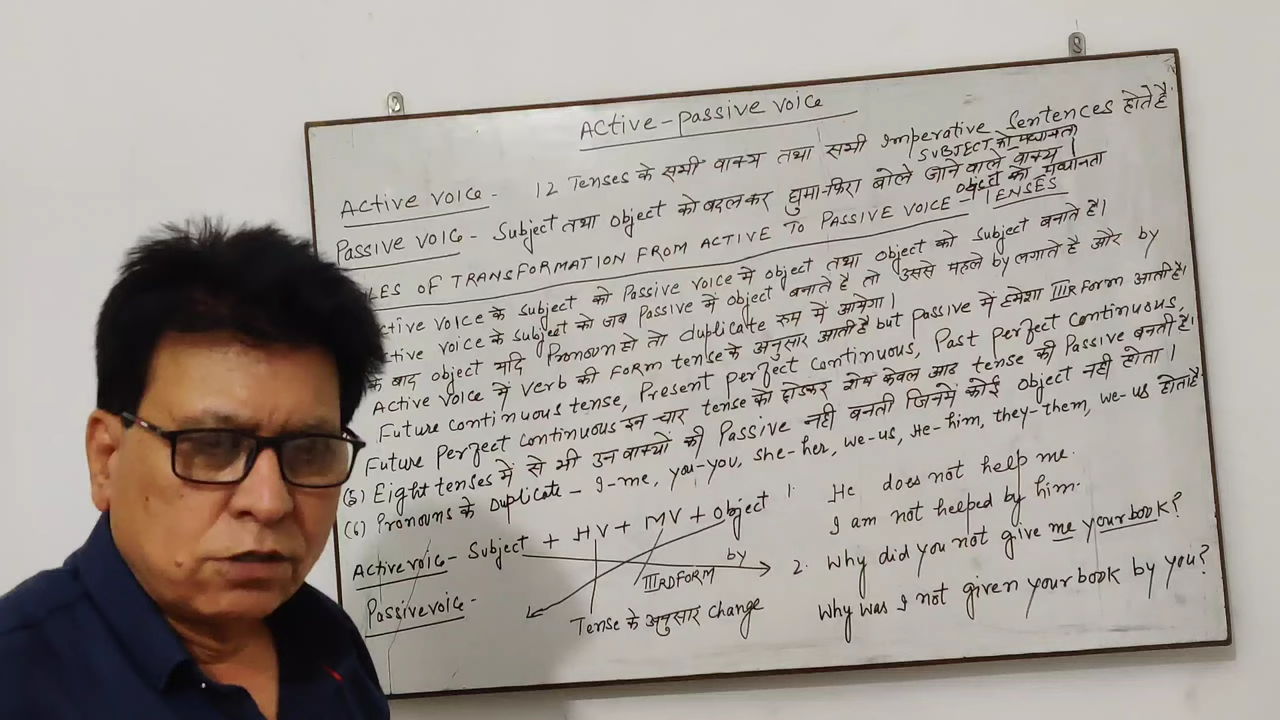 Active-passive voice
Active voice - 12 Tenses के सभी वाक्य तथा सभी Imperative Sentences होते है
SUBJECT की प्रधानता
Passive voic - Subject तथा object को बदलकर घुमा-फिरा बोले जाने वाले वाक्य।
object की प्रधानता
LES OF TRANSFORMATION FROM ACTIVE TO PASSIVE VOICE - TENSES
ctive voice के subject को Passive voice में object तथा object को subject बनाते है।
ctive voice के subject को जब Passive में object बनाते है तो उससे पहले by लगाते है और by
के बाद object यदि Pronoun हो तो duplicate रूप में आयेगा।
Active voice में verb की form tense के अनुसार आती है but passive में हमेशा IIIR Form आती है।
Future continuous tense, Present perfect continuous, Past perfect continuous,
Future perfect continuous इन चार tense को छोडकर शेष केवल आठ tense की Passive बनती है।
(5) Eight tenses में से भी उन वाक्यों की Passive नही बनती जिनमें कोई object नही होता।
(6) Pronouns के Duplicate - I-me, you-you, she-her, we-us, He-him, they-them, we-us होता है
Active voic - Subject + HV + MV + object
by
IIIRD FORM
Passive voic -
Tense के अनुसार change
1. He does not help me.
I am not helped by him.
2. Why did you not give me your book?
Why was I not given your book by you?